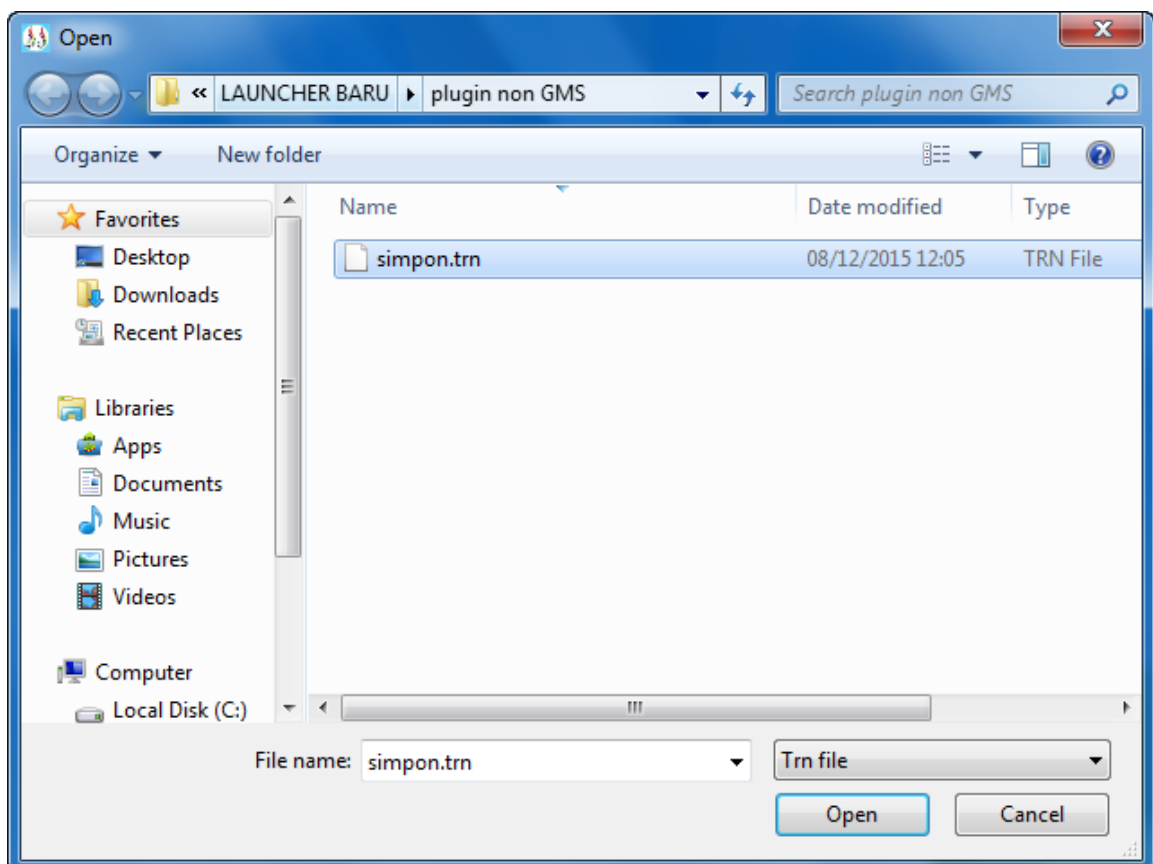 Open
« LAUNCHER BARU plugin non GMS Search plugin non GMS
Organize New folder
Name Date modified Type
simpon.trn 08/12/2015 12:05 TRN File
Favorites
Desktop
Downloads
Recent Places
Libraries
Apps
Documents
Music
Pictures
Videos
Computer
Local Disk (C:)
File name: simpon.trn Trn file
Open Cancel